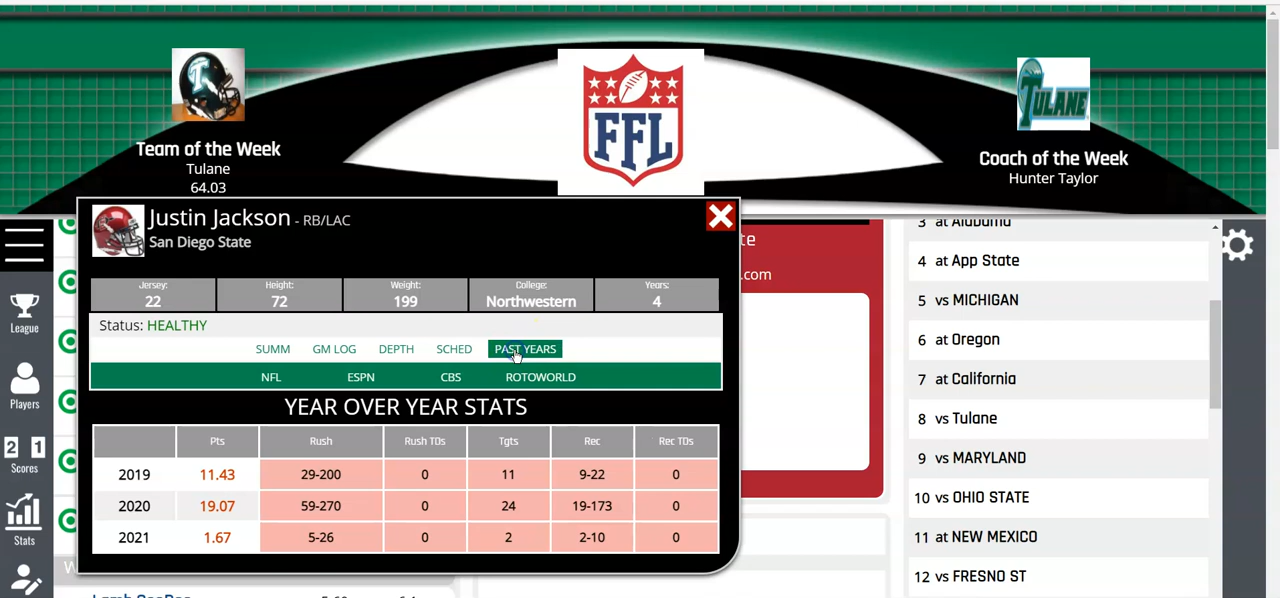 Team of the Week
Tulane
64.03
FFL
TULANE
Coach of the Week
Hunter Taylor
Justin Jackson - RB/LAC
San Diego State
Jersey: Height: Weight: College: Years:
22 72 199 Northwestern 4
Status: HEALTHY
SUMM GM LOG DEPTH SCHED PAST YEARS
NFL ESPN CBS ROTOWORLD
YEAR OVER YEAR STATS
Pts Rush Rush TDs Tgts Rec Rec TDs
2019 11.43 29-200 0 11 9-22 0
2020 19.07 59-270 0 24 19-173 0
2021 1.67 5-26 0 2 2-10 0
League
Players
2 1
Scores
Stats
.com
3 at Alabama
4 at App State
5 vs MICHIGAN
6 at Oregon
7 at California
8 vs Tulane
9 vs MARYLAND
10 vs OHIO STATE
11 at NEW MEXICO
12 vs FRESNO ST